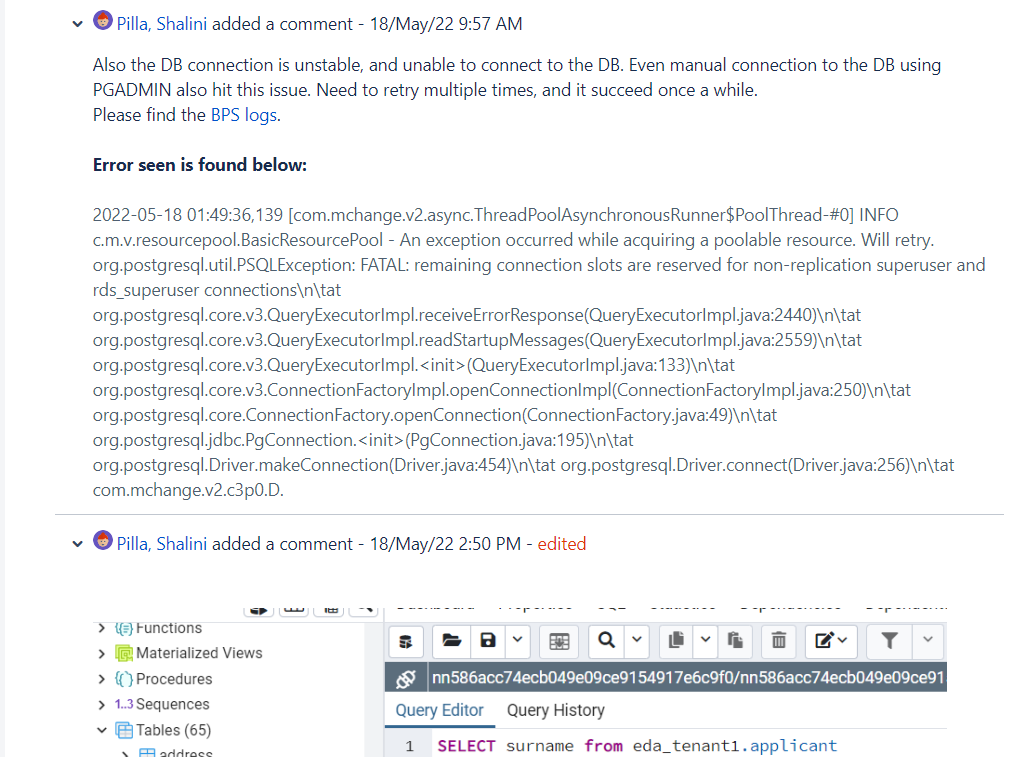 Pilla, Shalini added a comment - 18/May/22 9:57 AM
Also the DB connection is unstable, and unable to connect to the DB. Even manual connection to the DB using
PGADMIN also hit this issue. Need to retry multiple times, and it succeed once a while.
Please find the BPS logs.
Error seen is found below:
2022-05-18 01:49:36,139 [com.mchange.v2.async.ThreadPoolAsynchronousRunner$PoolThread-#0] INFO
c.m.v.resourcepool.BasicResourcePool - An exception occurred while acquiring a poolable resource. Will retry.
org.postgresql.util.PSQLException: FATAL: remaining connection slots are reserved for non-replication superuser and
rds_superuser connections\n\tat
org.postgresql.core.v3.QueryExecutorImpl.receiveErrorResponse(QueryExecutorImpl.java:2440)\n\tat
org.postgresql.core.v3.QueryExecutorImpl.readStartupMessages(QueryExecutorImpl.java:2559)\n\tat
org.postgresql.core.v3.QueryExecutorImpl.<init>(QueryExecutorImpl.java:133)\n\tat
org.postgresql.core.v3.ConnectionFactoryImpl.openConnectionImpl(ConnectionFactoryImpl.java:250)\n\tat
org.postgresql.core.ConnectionFactory.openConnection(ConnectionFactory.java:49)\n\tat
org.postgresql.jdbc.PgConnection.<init>(PgConnection.java:195)\n\tat
org.postgresql.Driver.makeConnection(Driver.java:454)\n\tat org.postgresql.Driver.connect(Driver.java:256)\n\tat
com.mchange.v2.c3p0.D.
Pilla, Shalini added a comment - 18/May/22 2:50 PM - edited
Functions
Materialized Views
Procedures
1..3 Sequences
Tables (65)
address
nn586acc74ecb049e09ce9154917e6c9f0/nn586acc74ecb049e09ce91
Query Editor Query History
1 SELECT surname from eda_tenant1.applicant